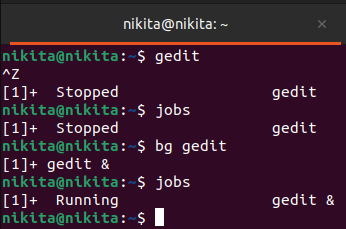 nikita@nikita: ~ ×
nikita@nikita:~$ gedit
^Z
[1]+  Stopped                 gedit
nikita@nikita:~$ jobs
[1]+  Stopped                 gedit
nikita@nikita:~$ bg gedit
[1]+ gedit &
nikita@nikita:~$ jobs
[1]+  Running                 gedit &
nikita@nikita:~$